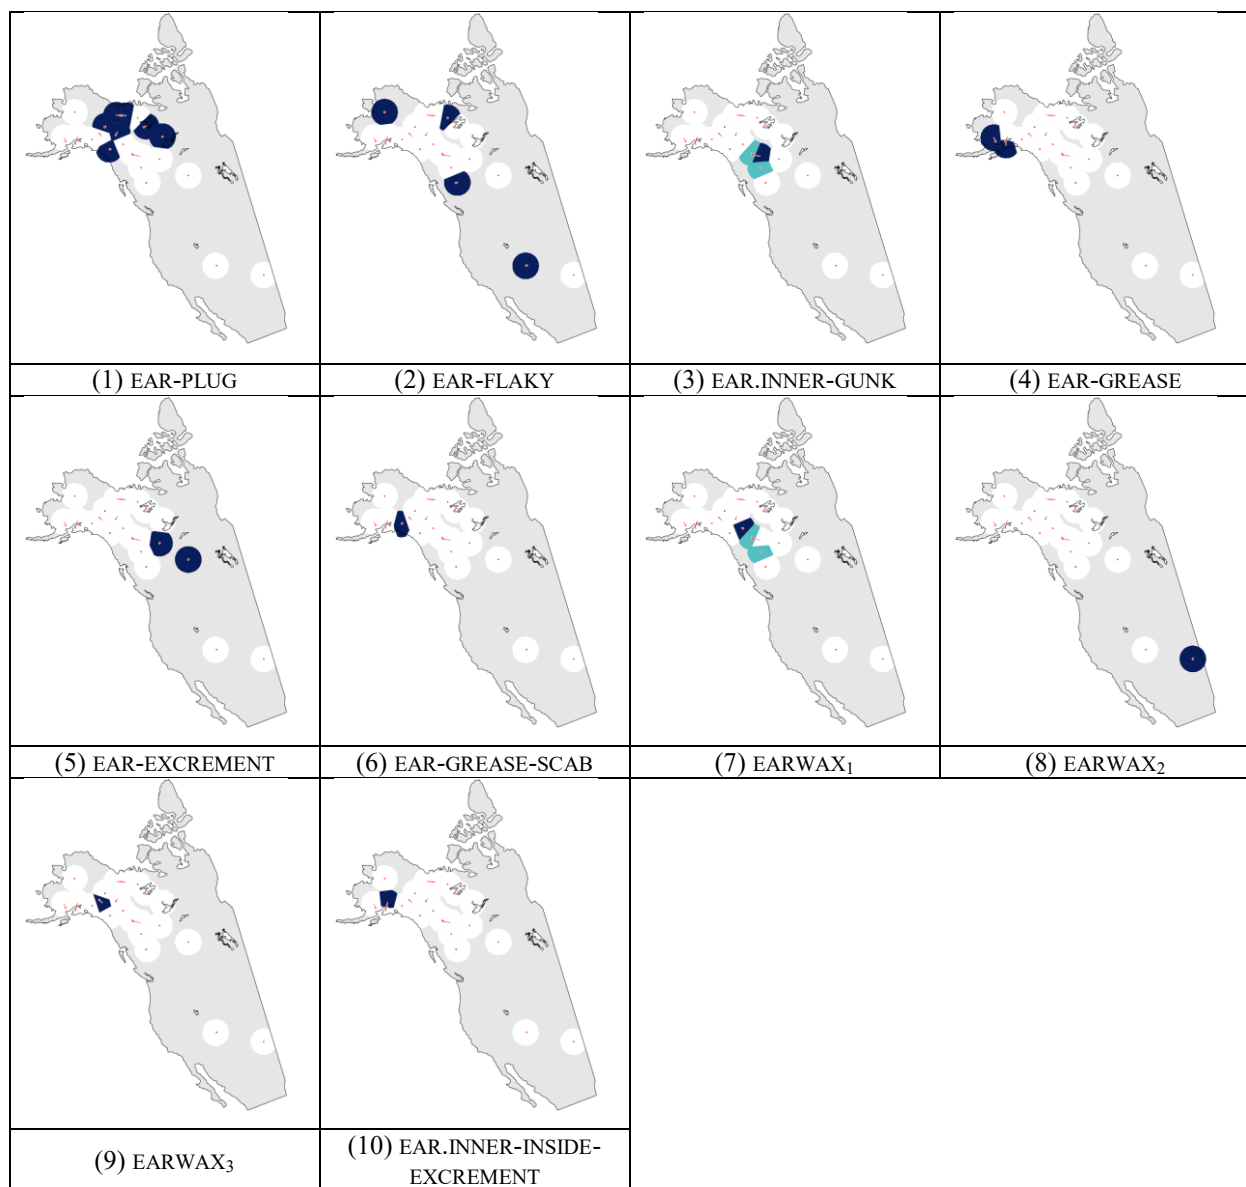 (1) EAR-PLUG
(2) EAR-FLAKY
(3) EAR.INNER-GUNK
(4) EAR-GREASE
(5) EAR-EXCREMENT
(6) EAR-GREASE-SCAB
(7) EARWAX₁
(8) EARWAX₂
(9) EARWAX₃
(10) EAR.INNER-INSIDE-
EXCREMENT